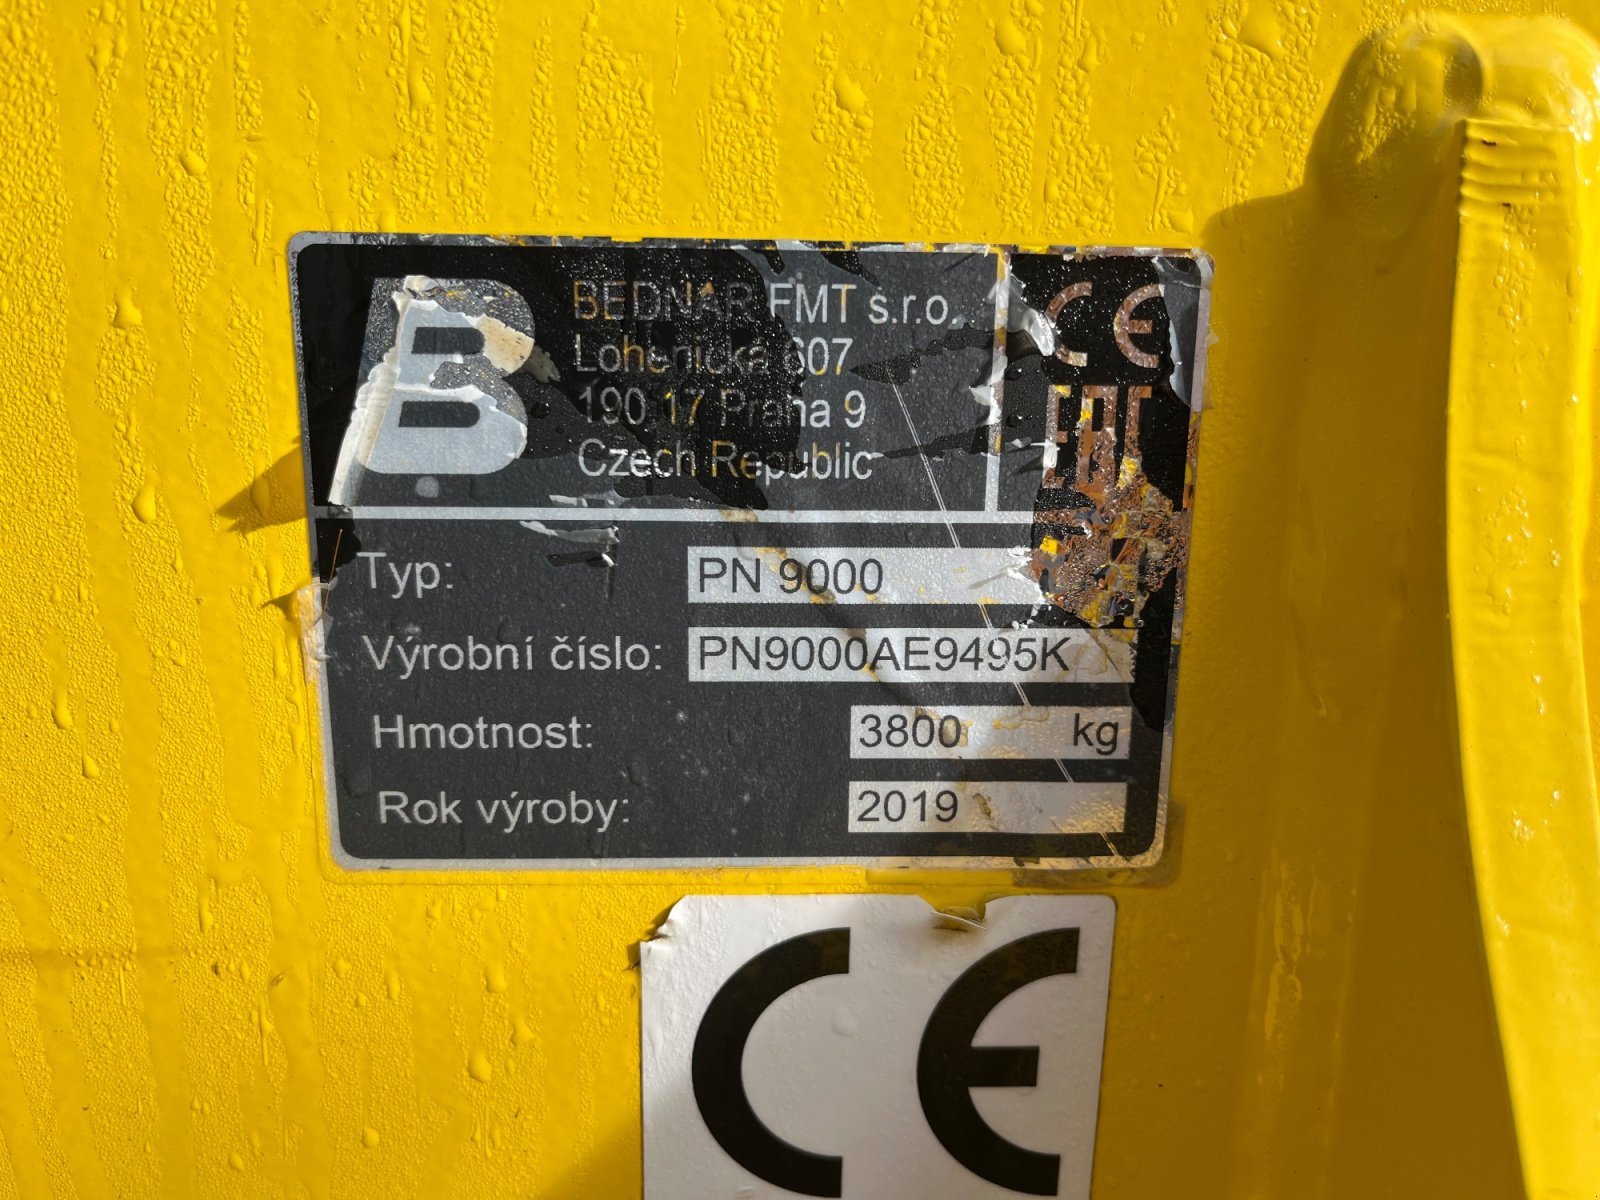 B
BEDNAR FMT s.r.o.
Lohenická 607
190 17 Praha 9
Czech Republic
CE
EAC
Typ: PN 9000
Výrobní číslo: PN9000AE9495K
Hmotnost: 3800 kg
Rok výroby: 2019
CE